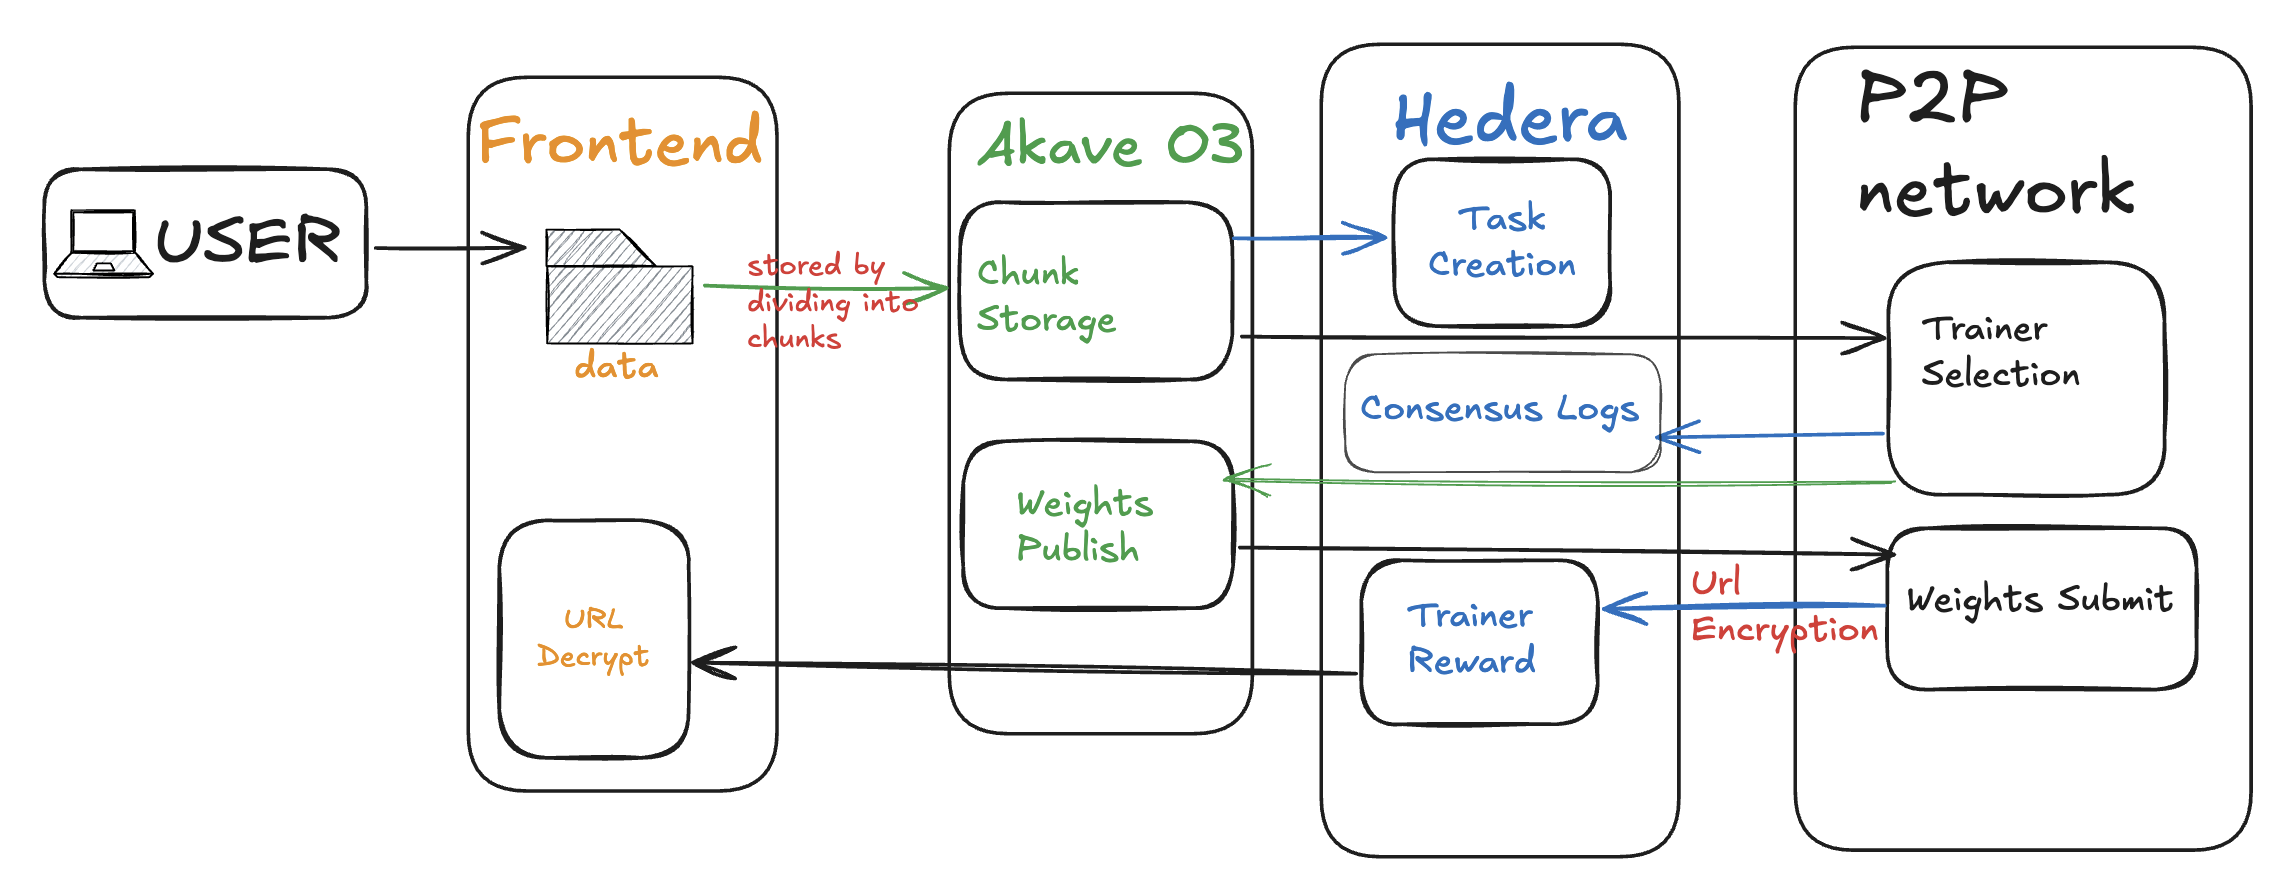 USER
Frontend
data
stored by
dividing into
chunks
URL
Decrypt
Akave O3
Chunk
Storage
Weights
Publish
Hedera
Task
Creation
Consensus Logs
Trainer
Reward
Url
Encryption
P2P
network
Trainer
Selection
Weights Submit